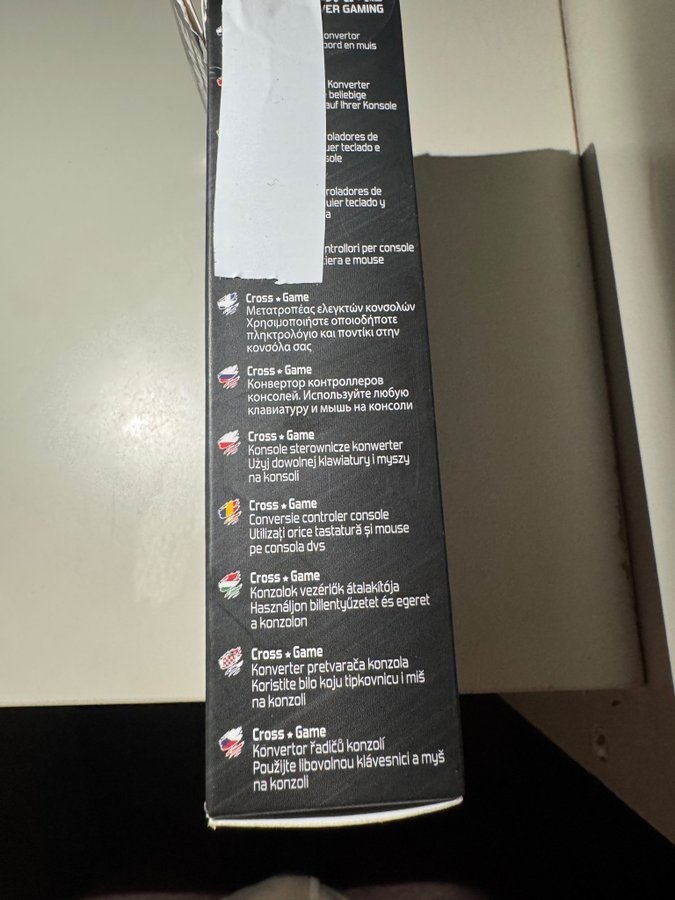 VER GAMING
onvertor
bord en muis
Konverter
beliebige
auf Ihrer Konsole
oladores de
uer teclado e
sole
roladores de
uier teclado y
a
ntrollori per console
iera e mouse
Cross★Game
Μετατροπέας ελεγκτών κονσολών
Χρησιμοποιήστε οποιοδήποτε
πληκτρολόγιο και ποντίκι στην
κονσόλα σας
Cross★Game
Конвертор контроллеров
консолей. Используйте любую
клавиатуру и мышь на консоли
Cross★Game
Konsole sterownicze konwerter
Użyj dowolnej klawiatury i myszy
na konsoli
Cross★Game
Conversie controler console
Utilizați orice tastatură și mouse
pe consola dvs
Cross★Game
Konzolok vezérlők átalakítója
Használjon billentyűzetet és egeret
a konzolon
Cross★Game
Konverter pretvarača konzola
Koristite bilo koju tipkovnicu i miš
na konzoli
Cross★Game
Konvertor řadičů konzolí
Použijte libovolnou klávesnici a myš
na konzoli